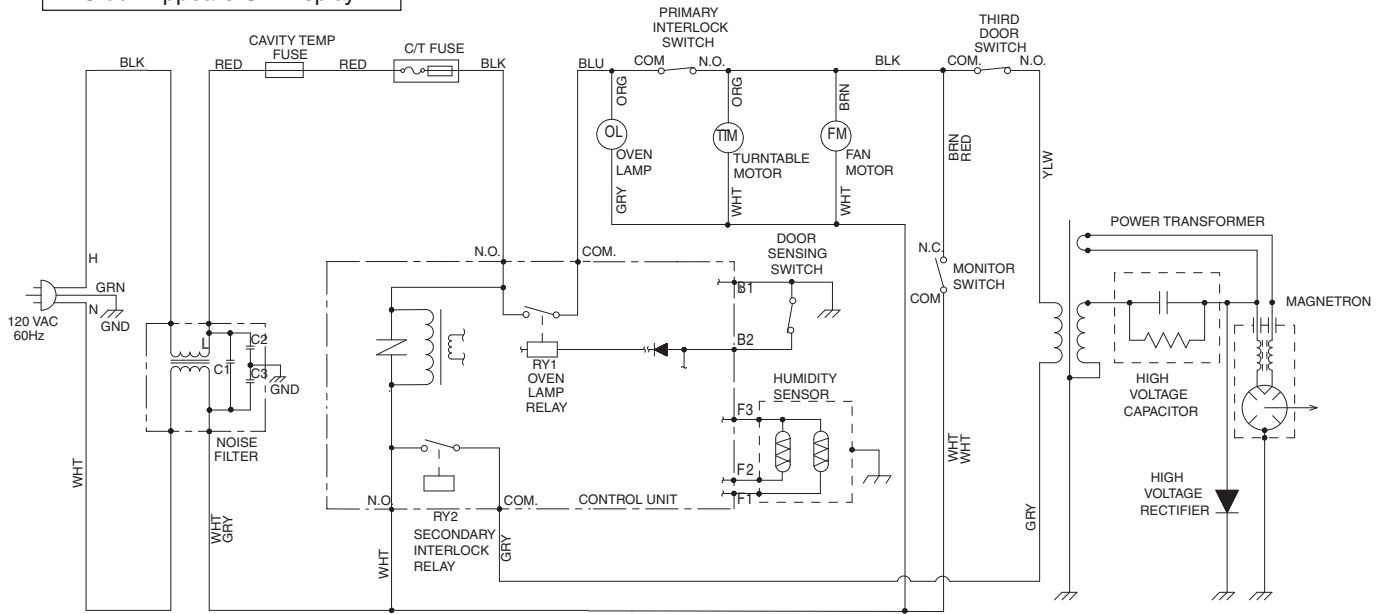 PRIMARY
INTERLOCK
SWITCH
THIRD
DOOR
SWITCH
CAVITY TEMP
FUSE
C/T FUSE
BLK
RED
RED
BLK
BLU
COM
N.O.
BLK
COM.
N.O.
ORG
ORG
BRN
OL
OVEN
LAMP
TTM
TURNTABLE
MOTOR
FM
FAN
MOTOR
BRN
RED
YLW
GRY
WHT
WHT
POWER TRANSFORMER
N.O.
COM.
DOOR
SENSING
SWITCH
N.C.
MONITOR
SWITCH
COM
H
GRN
N
GND
120 VAC
60Hz
B1
B2
MAGNETRON
L
C1
C2
C3
GND
NOISE
FILTER
RY1
OVEN
LAMP
RELAY
HUMIDITY
SENSOR
F3
F2
F1
HIGH
VOLTAGE
CAPACITOR
WHT
WHT
WHT
N.O.
COM.
CONTROL UNIT
RY2
SECONDARY
INTERLOCK
RELAY
HIGH
VOLTAGE
RECTIFIER
WHT
GRY
WHT
GRY
GRY